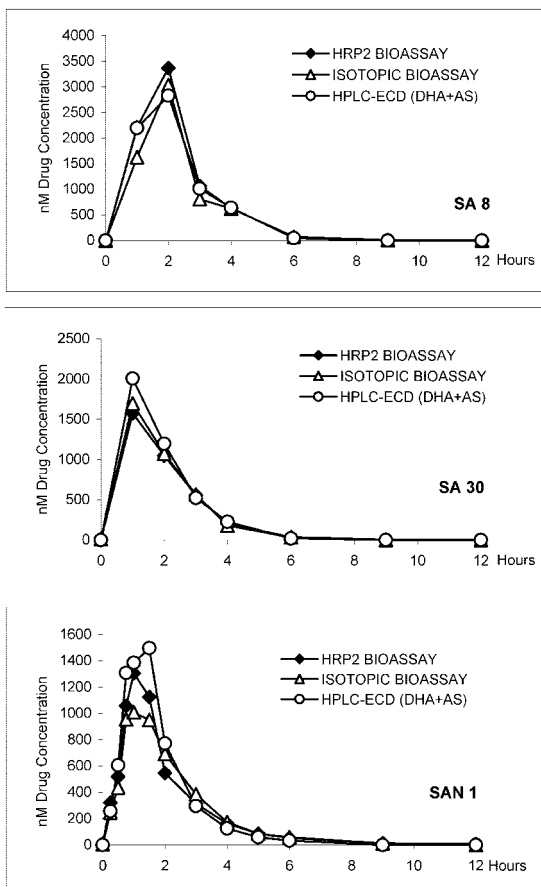 4000
3500
3000
2500
2000
1500
1000
500
0
nM Drug Concentration
HRP2 BIOASSAY
ISOTOPIC BIOASSAY
HPLC-ECD (DHA+AS)
SA 8
0 2 4 6 8 10 12 Hours
2500
2000
1500
1000
500
0
nM Drug Concentration
HRP2 BIOASSAY
ISOTOPIC BIOASSAY
HPLC-ECD (DHA+AS)
SA 30
0 2 4 6 8 10 12 Hours
1600
1400
1200
1000
800
600
400
200
0
nM Drug Concentration
HRP2 BIOASSAY
ISOTOPIC BIOASSAY
HPLC-ECD (DHA+AS)
SAN 1
0 2 4 6 8 10 12 Hours